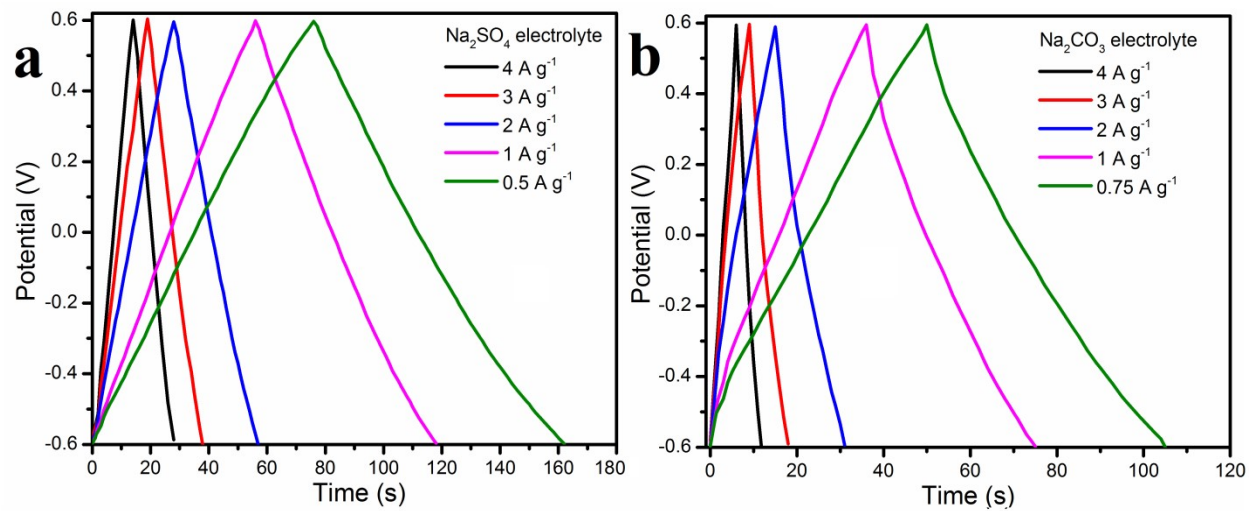 a
Na₂SO₄ electrolyte
4 A g⁻¹
3 A g⁻¹
2 A g⁻¹
1 A g⁻¹
0.5 A g⁻¹
Potential (V)
0.6
0.4
0.2
0.0
-0.2
-0.4
-0.6
0 20 40 60 80 100 120 140 160 180
Time (s)
b
Na₂CO₃ electrolyte
4 A g⁻¹
3 A g⁻¹
2 A g⁻¹
1 A g⁻¹
0.75 A g⁻¹
Potential (V)
0.6
0.4
0.2
0.0
-0.2
-0.4
-0.6
0 20 40 60 80 100 120
Time (s)